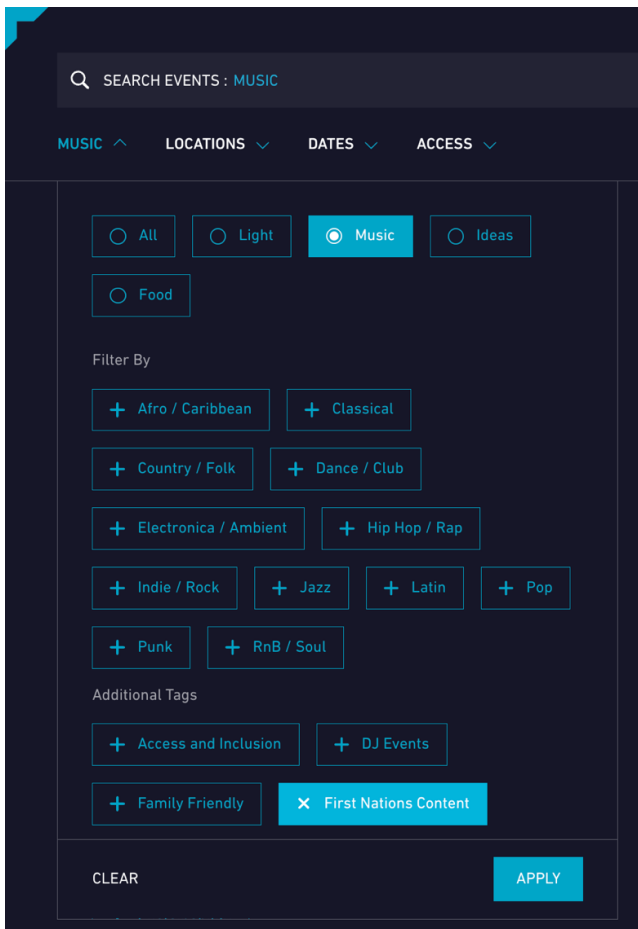 SEARCH EVENTS : MUSIC
MUSIC LOCATIONS DATES ACCESS
All Light Music Ideas
Food
Filter By
Afro / Caribbean Classical
Country / Folk Dance / Club
Electronica / Ambient Hip Hop / Rap
Indie / Rock Jazz Latin Pop
Punk RnB / Soul
Additional Tags
Access and Inclusion DJ Events
Family Friendly First Nations Content
CLEAR APPLY